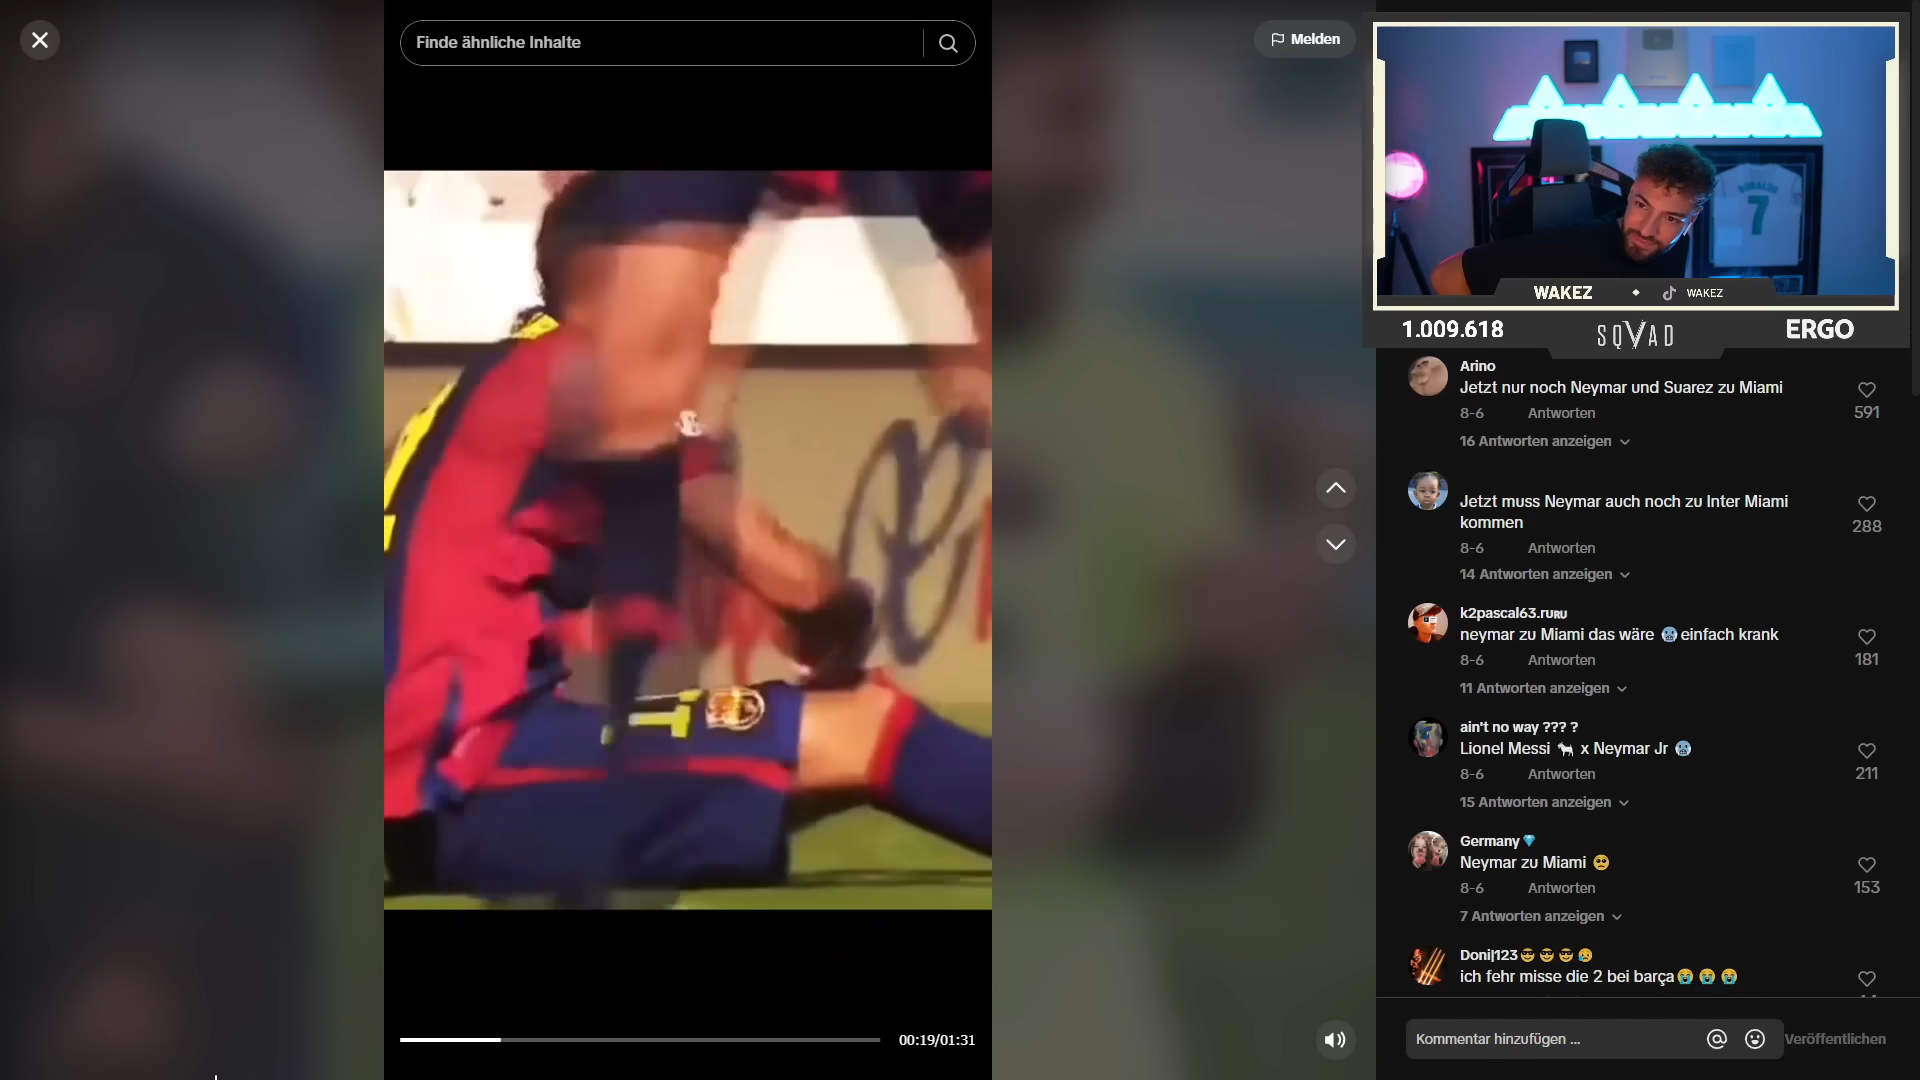 Finde ähnliche Inhalte
Melden
RONALDO
7
WAKEZ
WAKEZ
1.009.618
SQVAD
ERGO
Arino
Jetzt nur noch Neymar und Suarez zu Miami
591
8-6 Antworten
16 Antworten anzeigen
Jetzt muss Neymar auch noch zu Inter Miami
kommen
288
8-6 Antworten
14 Antworten anzeigen
k2pascal63.ruʀᴜ
neymar zu Miami das wäre 🥶einfach krank
181
8-6 Antworten
11 Antworten anzeigen
ain't no way ??? ?
Lionel Messi 🐐 x Neymar Jr 🥶
211
8-6 Antworten
15 Antworten anzeigen
Germany💎
Neymar zu Miami 🥺
153
8-6 Antworten
7 Antworten anzeigen
Doni|123😎😎😎😥
ich fehr misse die 2 bei barça😭😭😭
00:19/01:31
Kommentar hinzufügen ...
Veröffentlichen